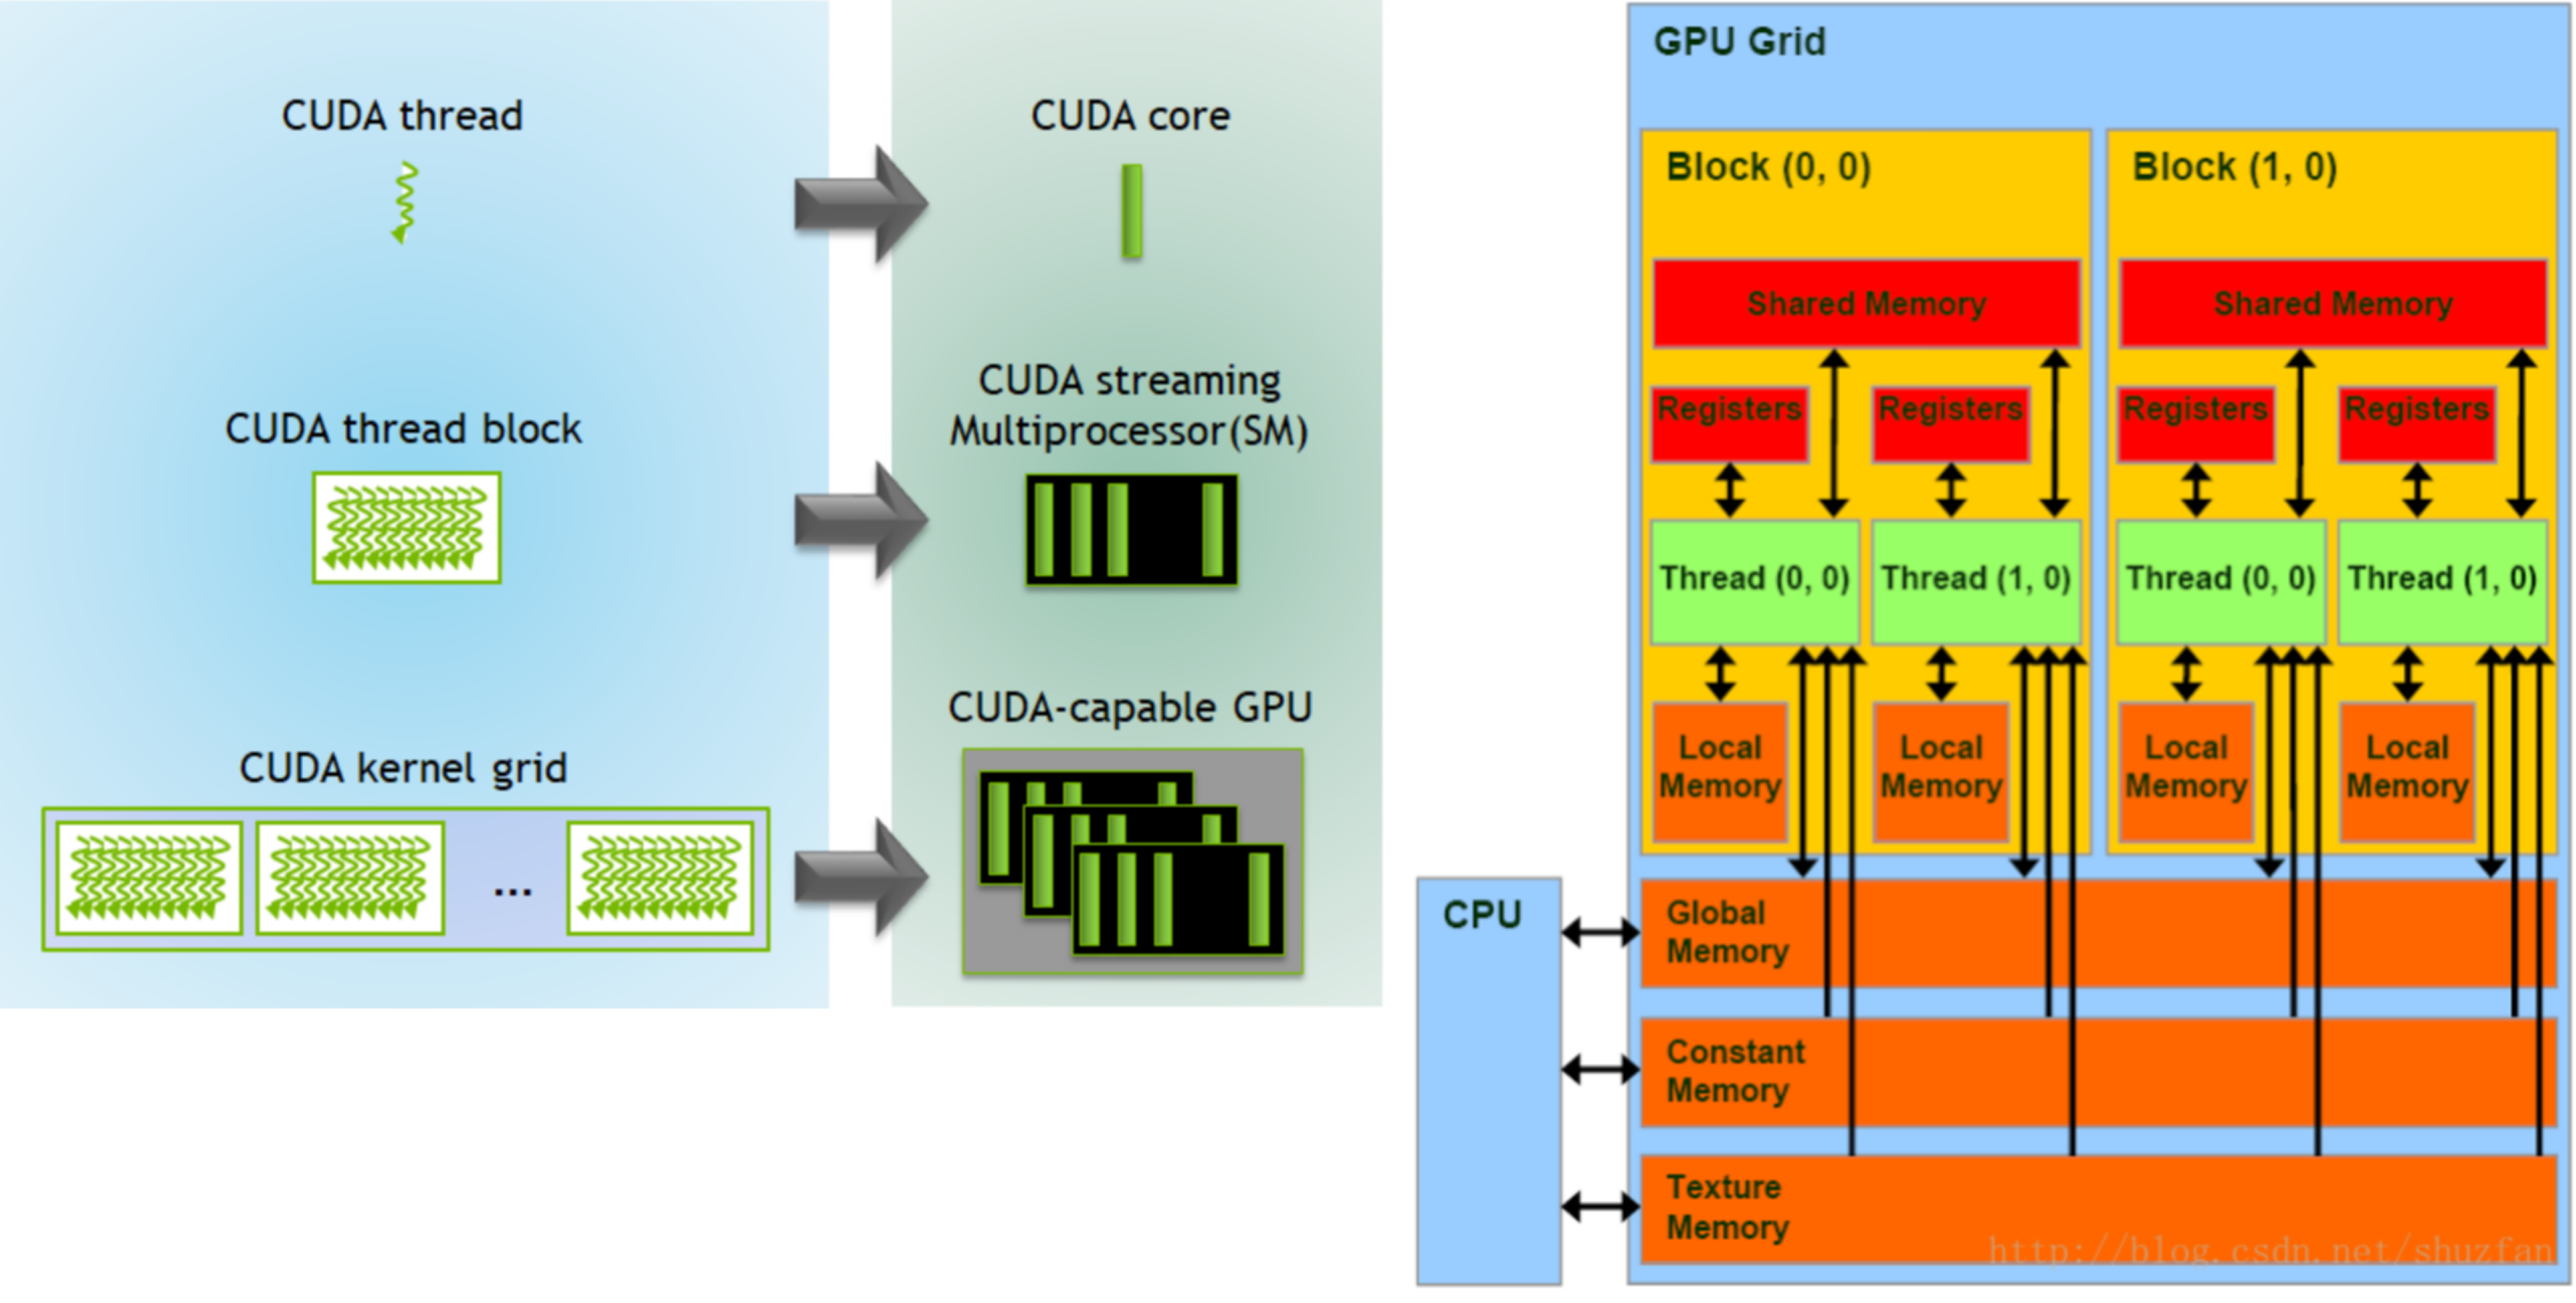 CUDA thread
CUDA core
CUDA thread block
CUDA streaming
Multiprocessor(SM)
CUDA kernel grid
...
CUDA-capable GPU
GPU Grid
Block (0, 0)
Block (1, 0)
Shared Memory
Shared Memory
Registers
Registers
Registers
Registers
Thread (0, 0)
Thread (1, 0)
Thread (0, 0)
Thread (1, 0)
Local
Memory
Local
Memory
Local
Memory
Local
Memory
CPU
Global
Memory
Constant
Memory
Texture
Memory
http://blog.csdn.net/shuzfan